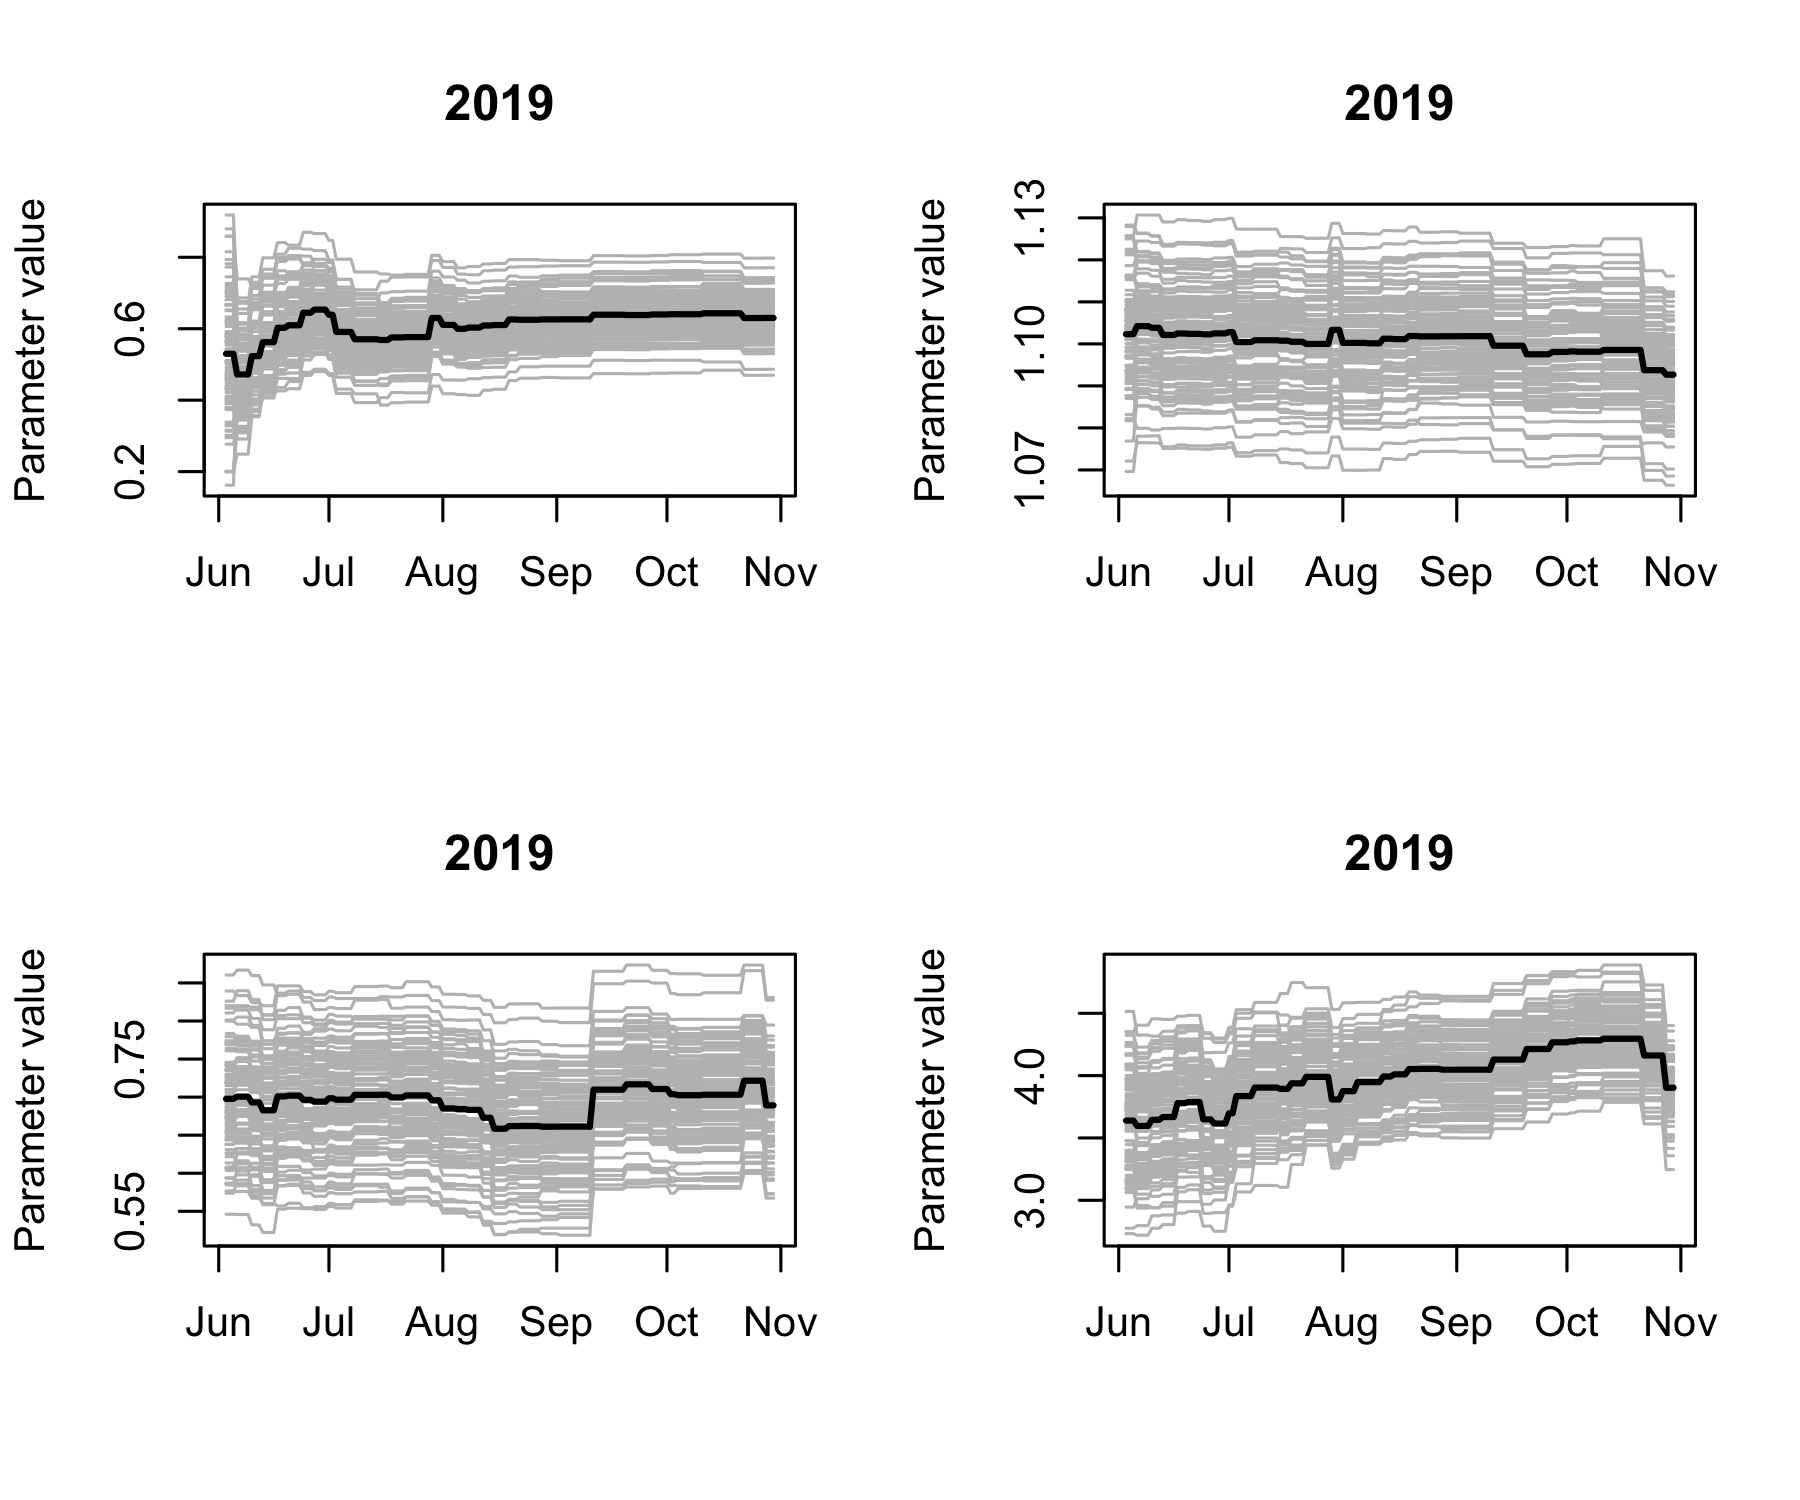 2019
Parameter value
0.2 0.6
Jun Jul Aug Sep Oct Nov
2019
Parameter value
1.07 1.10 1.13
Jun Jul Aug Sep Oct Nov
2019
Parameter value
0.55 0.75
Jun Jul Aug Sep Oct Nov
2019
Parameter value
3.0 4.0
Jun Jul Aug Sep Oct Nov